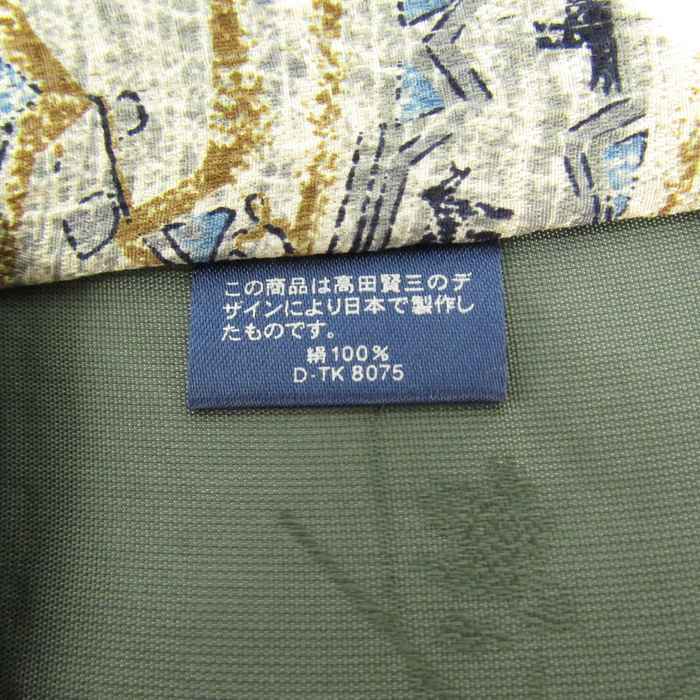 この商品は高田賢三のデ
ザインにより日本で製作し
たものです。
絹100%
D-TK 8075